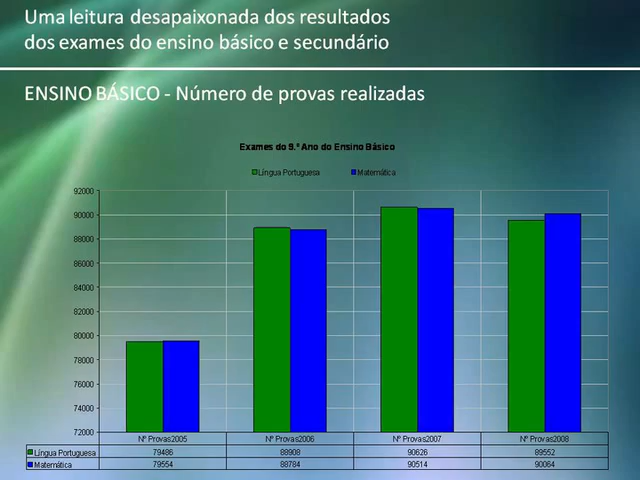 Uma leitura desapaixonada dos resultados
dos exames do ensino básico e secundário
ENSINO BÁSICO - Número de provas realizadas
Exames do 9.º Ano do Ensino Básico
Língua Portuguesa Matemática
92000
90000
88000
86000
84000
82000
80000
78000
76000
74000
72000
Nº Provas2005 Nº Provas2006 Nº Provas2007 Nº Provas2008
Língua Portuguesa 79486 88908 90626 89552
Matemática 79554 88784 90514 90064